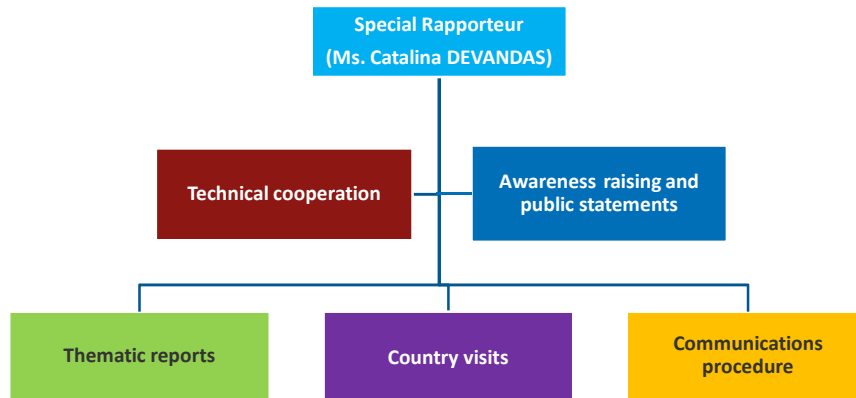 Special Rapporteur
(Ms. Catalina DEVANDAS)
Technical cooperation
Awareness raising and
public statements
Thematic reports
Country visits
Communications
procedure